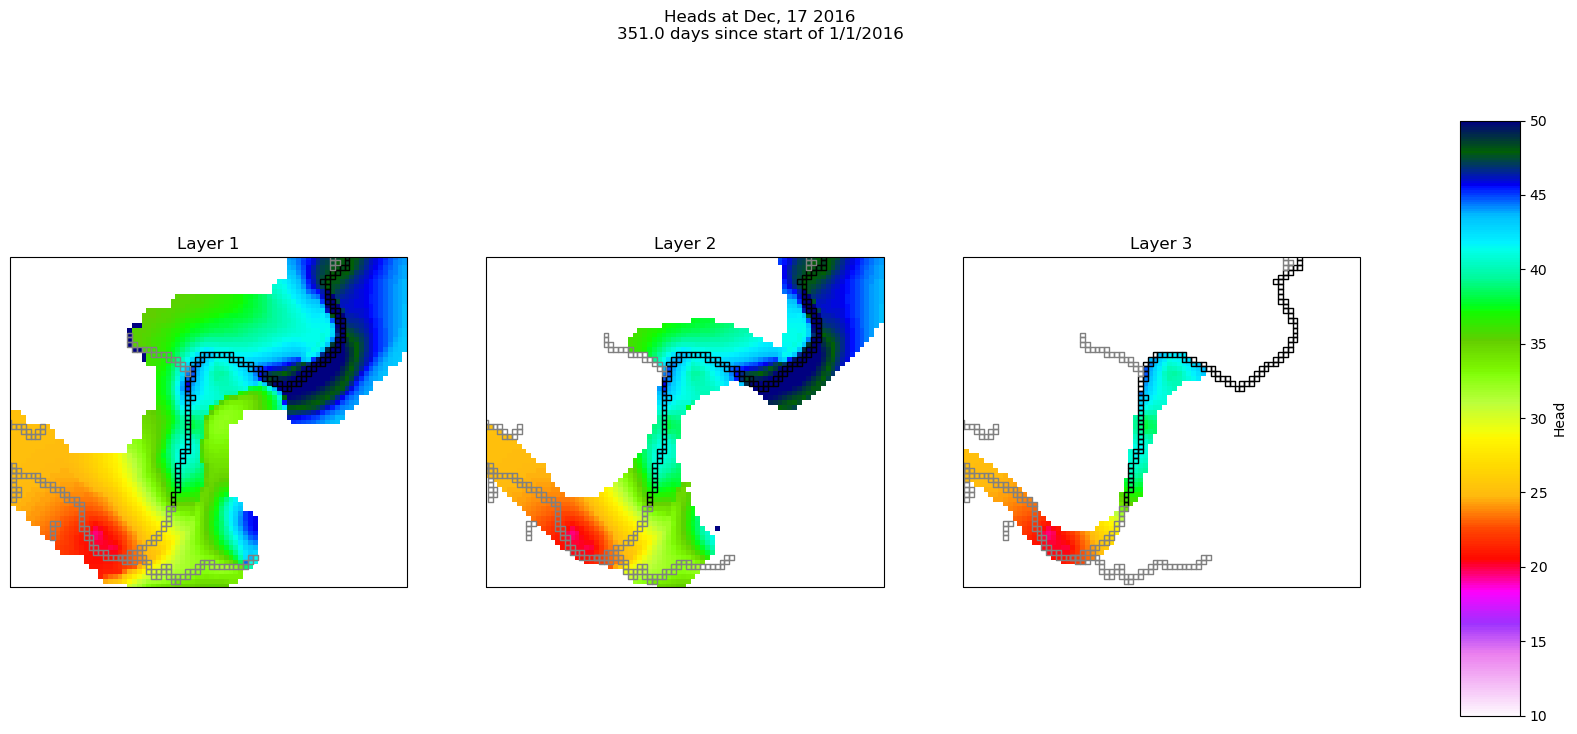 Heads at Dec, 17 2016
351.0 days since start of 1/1/2016
Layer 1
Layer 2
Layer 3
50
45
40
35
30
25
20
15
10
Head